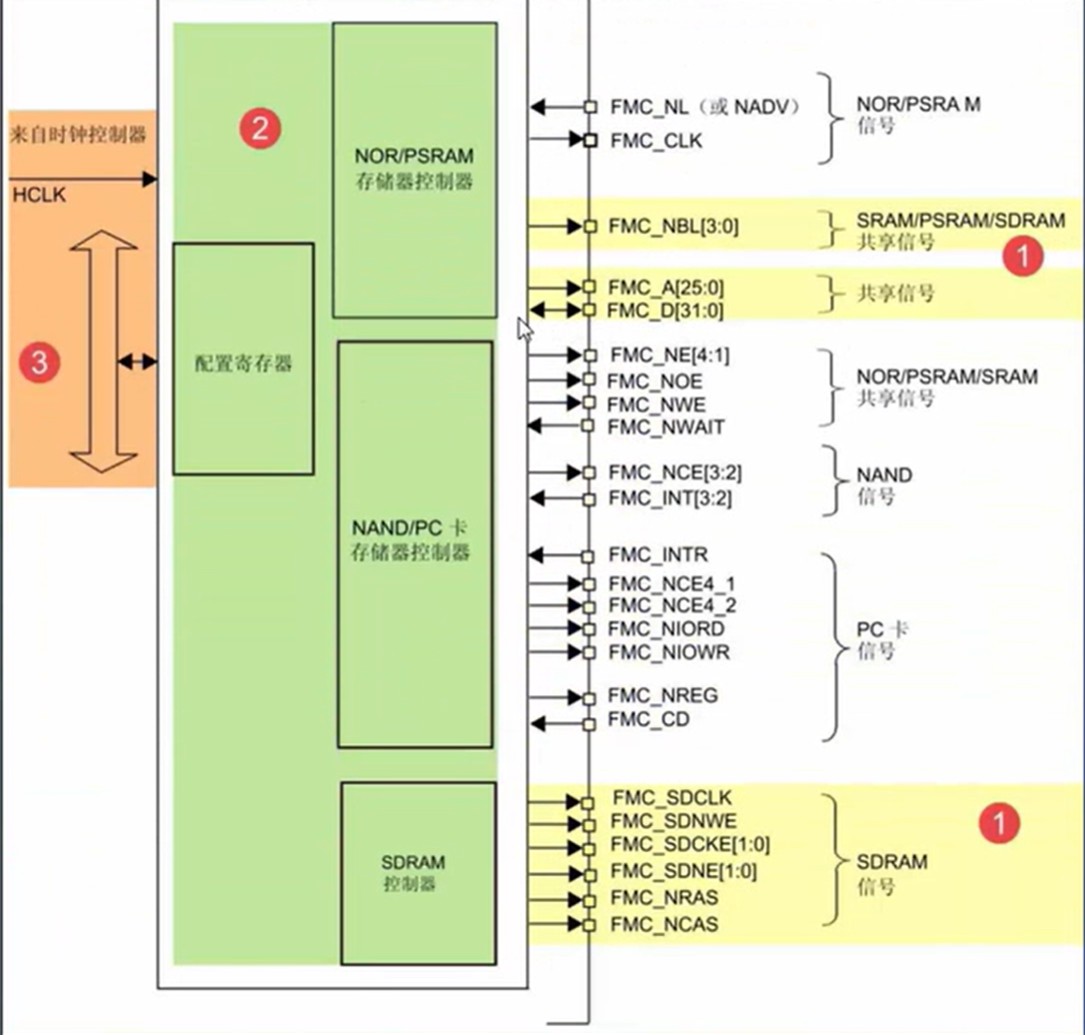 来自时钟控制器
HCLK
3
2
NOR/PSRAM
存储器控制器
配置寄存器
NAND/PC 卡
存储器控制器
SDRAM
控制器
FMC_NL（或 NADV）
FMC_CLK
NOR/PSRA M
信号
FMC_NBL[3:0]
SRAM/PSRAM/SDRAM
共享信号
1
FMC_A[25:0]
FMC_D[31:0]
共享信号
FMC_NE[4:1]
FMC_NOE
FMC_NWE
FMC_NWAIT
NOR/PSRAM/SRAM
共享信号
FMC_NCE[3:2]
FMC_INT[3:2]
NAND
信号
FMC_INTR
FMC_NCE4_1
FMC_NCE4_2
FMC_NIORD
FMC_NIOWR
FMC_NREG
FMC_CD
PC 卡
信号
FMC_SDCLK
FMC_SDNWE
FMC_SDCKE[1:0]
FMC_SDNE[1:0]
FMC_NRAS
FMC_NCAS
1
SDRAM
信号